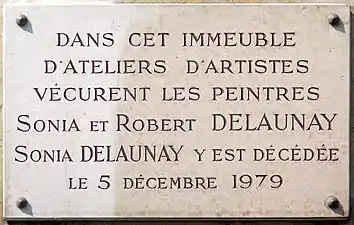 DANS CET IMMEUBLE
D'ATELIERS D'ARTISTES
VÉCURENT LES PEINTRES
SONIA ET ROBERT DELAUNAY
SONIA DELAUNAY Y EST DÉCÉDÉE
LE 5 DÉCEMBRE 1979